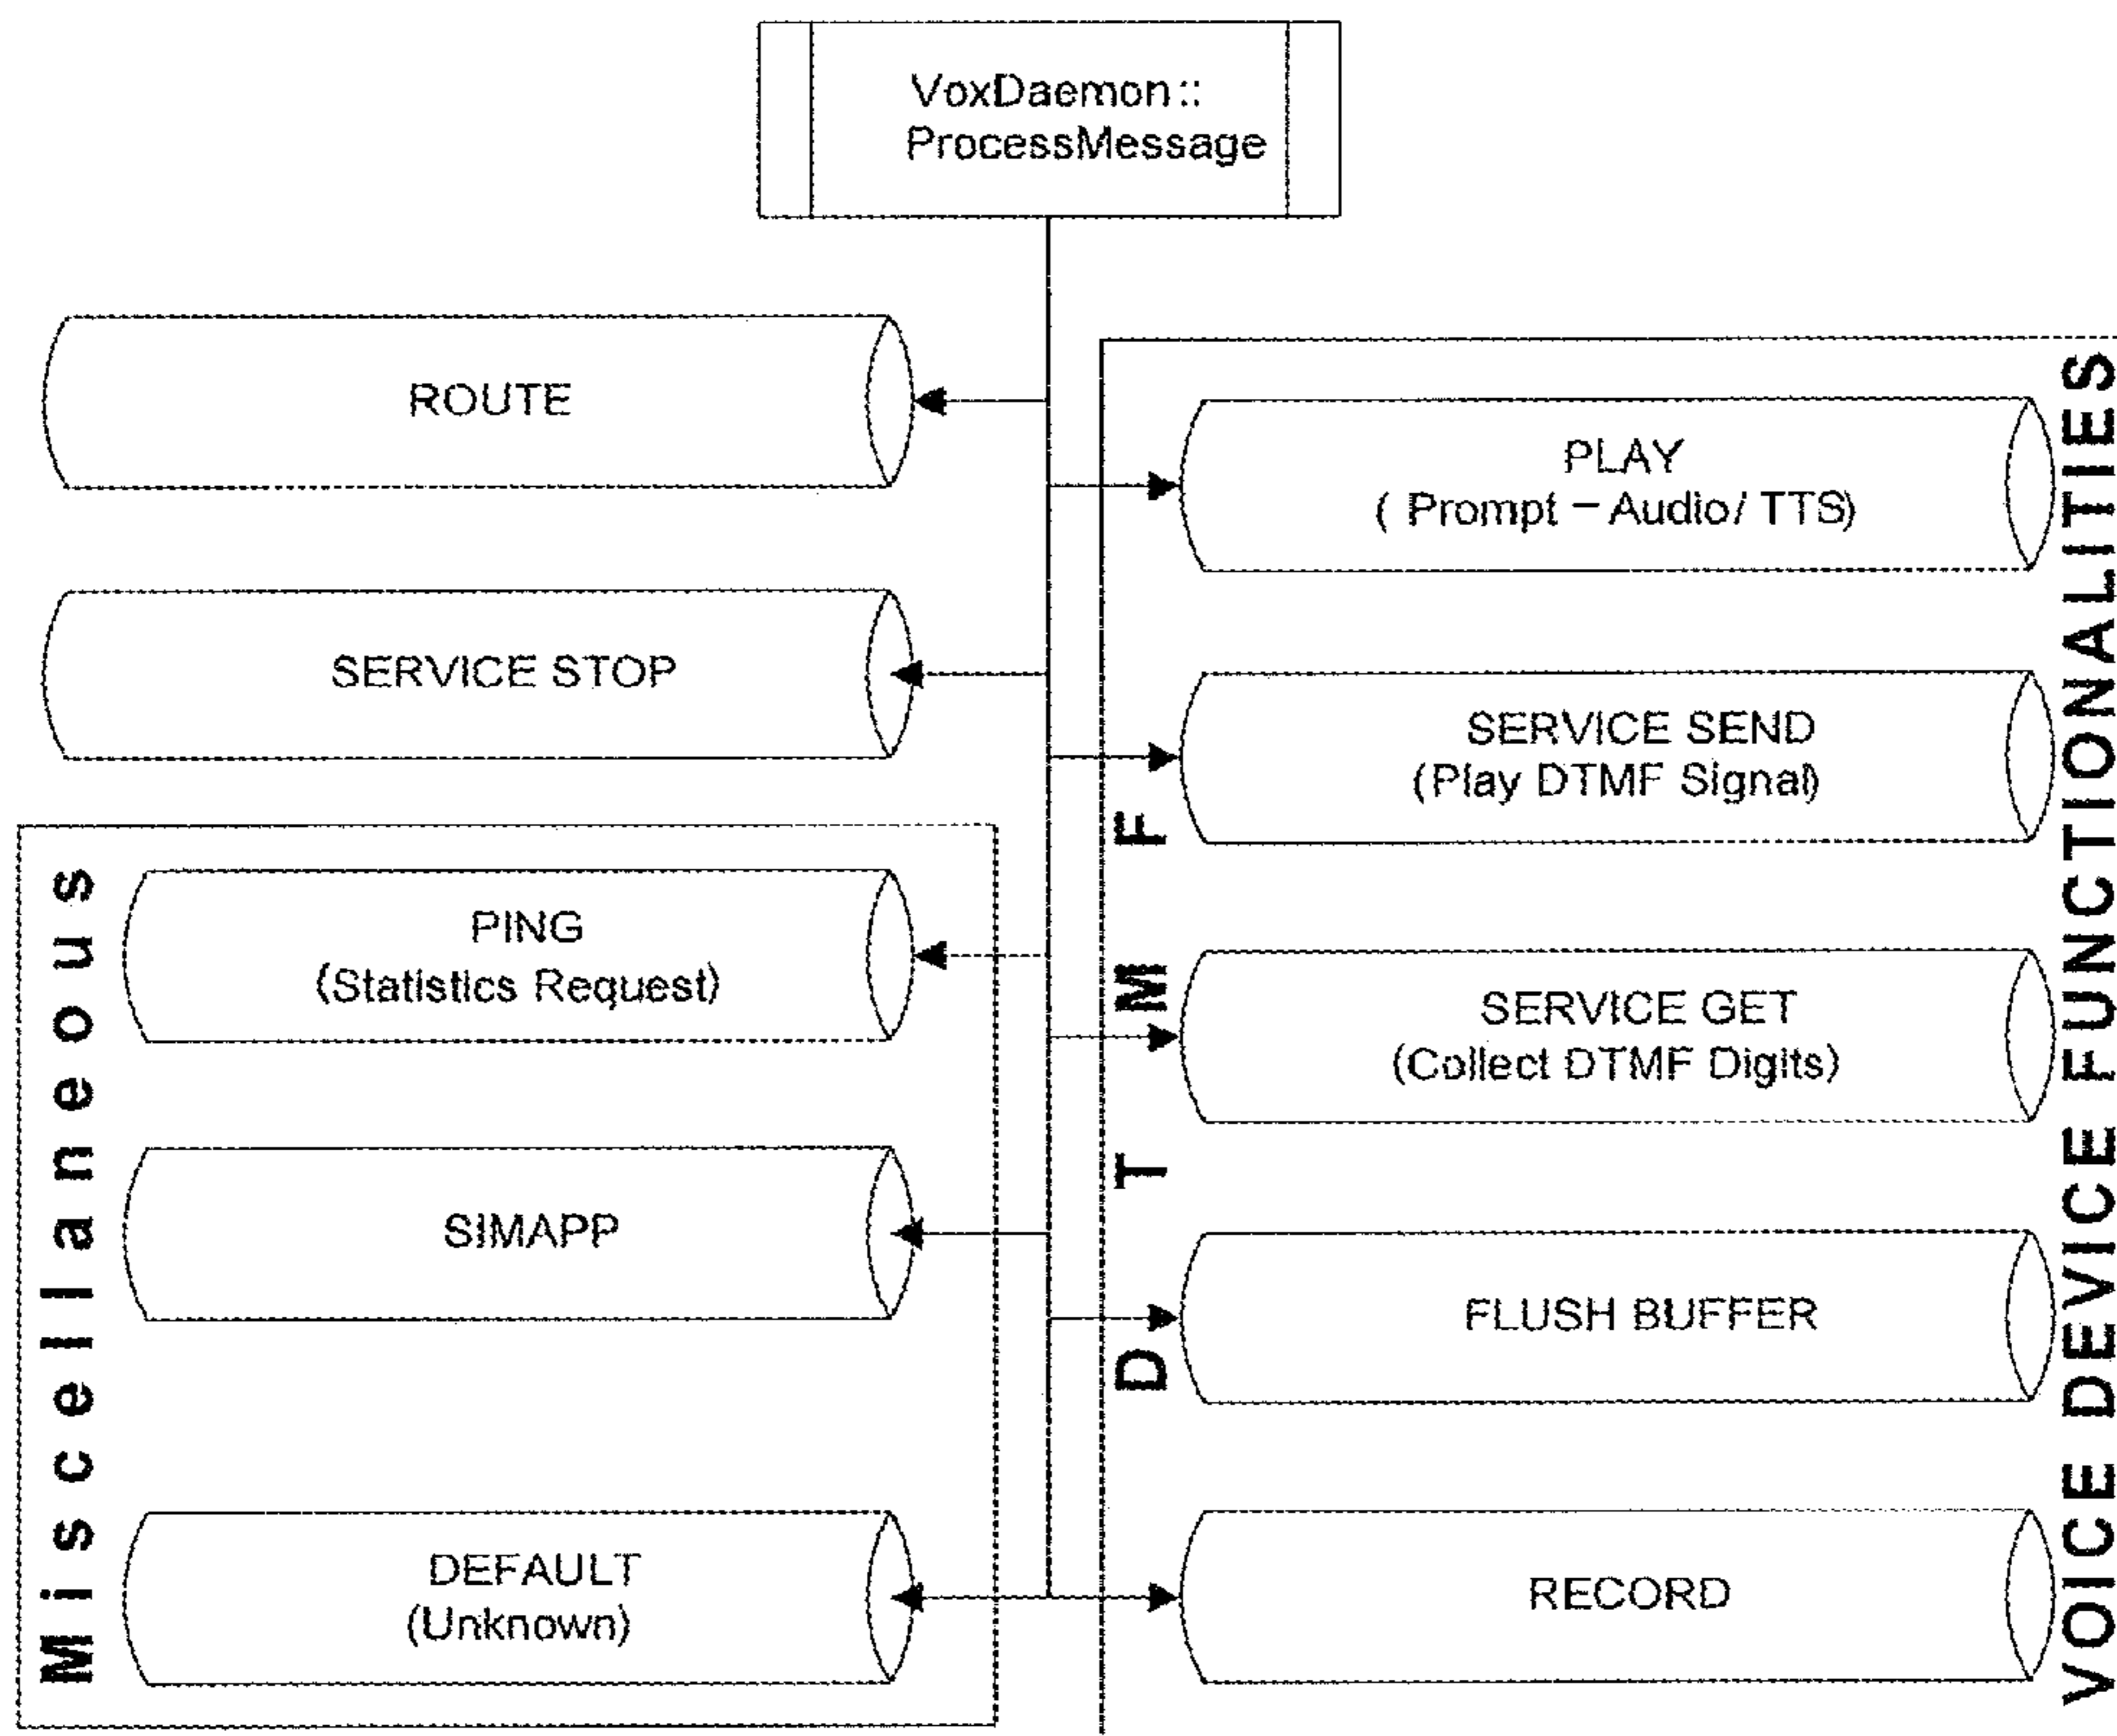 VoxDaemon::
ProcessMessage
ROUTE
PLAY
( Prompt – Audio/ TTS)
SERVICE STOP
SERVICE SEND
(Play DTMF Signal)
PING
(Statistics Request)
SERVICE GET
(Collect DTMF Digits)
SIMAPP
FLUSH BUFFER
DEFAULT
(Unknown)
RECORD
Miscellaneous
DTMF
VOICE DEVICE FUNCTIONALITIES